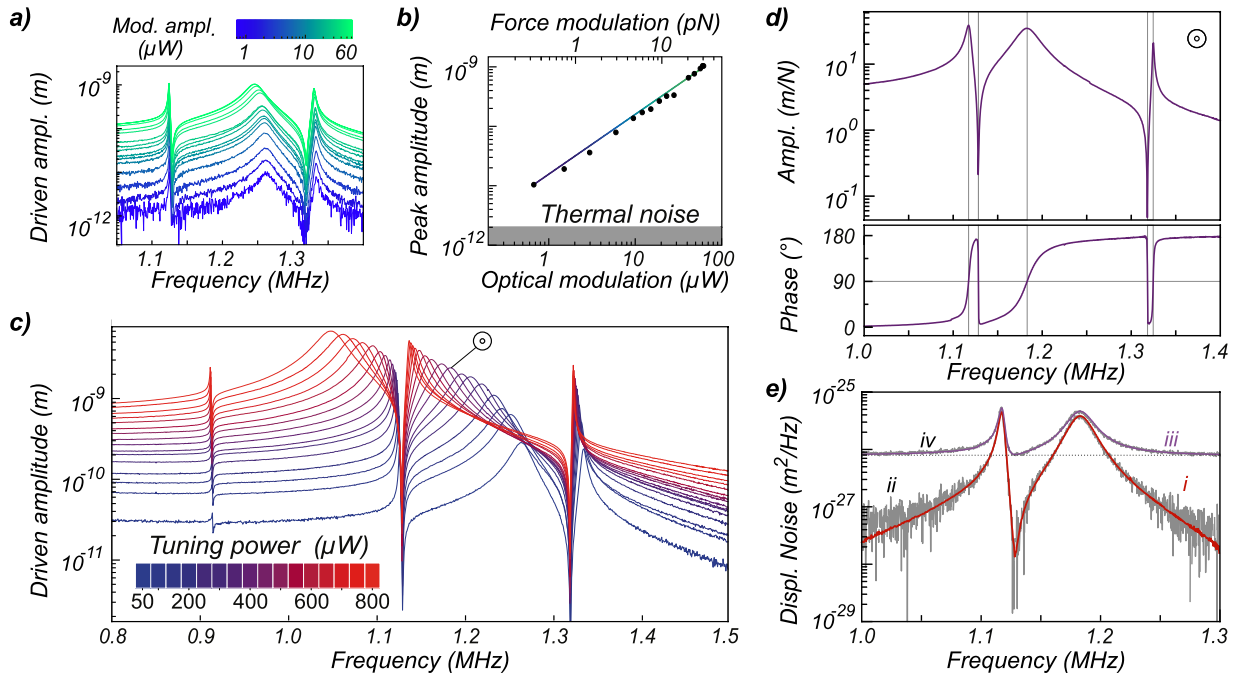 a)
Mod. ampl.
(µW)
1 10 60
Driven ampl. (m)
10-9
10-12
1.1 1.2 1.3
Frequency (MHz)
b)
Force modulation (pN)
1 10
Peak amplitude (m)
10-9
10-12
Thermal noise
1 10 100
Optical modulation (µW)
c)
Driven amplitude (m)
10-9
10-10
10-11
Tuning power (µW)
50 200 400 600 800
0.8 0.9 1.0 1.1 1.2 1.3 1.4 1.5
Frequency (MHz)
d)
Ampl. (m/N)
101
100
10-1
Phase (°)
180
90
0
1.0 1.1 1.2 1.3 1.4
Frequency (MHz)
e)
Displ. Noise (m2/Hz)
10-25
10-27
10-29
iv
iii
ii
i
1.0 1.1 1.2 1.3
Frequency (MHz)